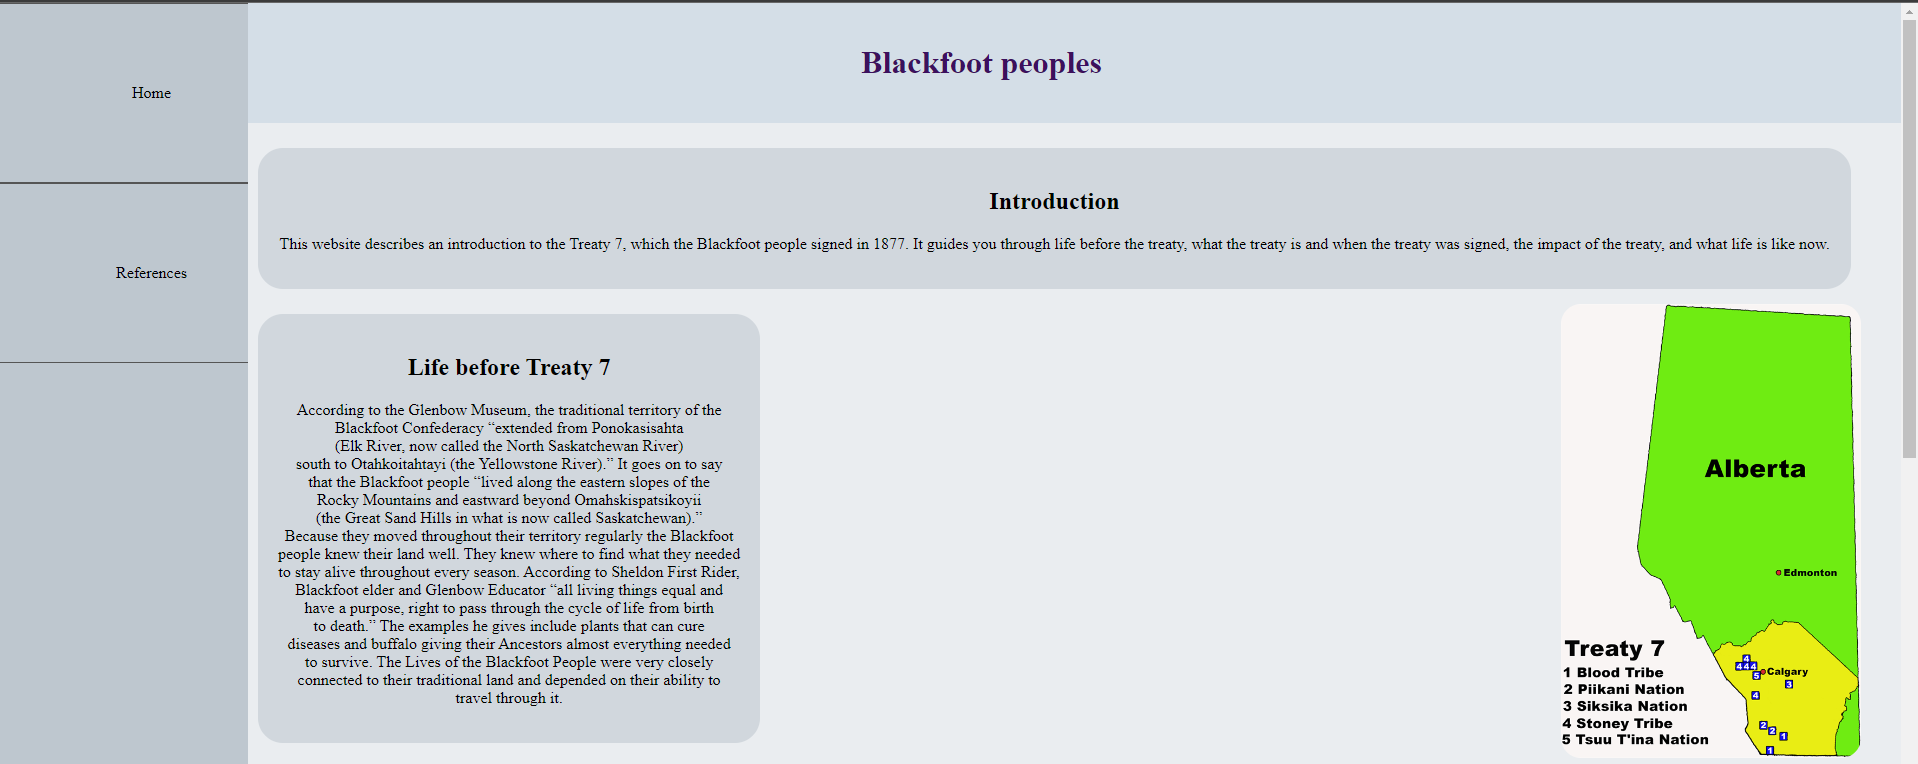 Home
References
Blackfoot peoples
Introduction
This website describes an introduction to the Treaty 7, which the Blackfoot people signed in 1877. It guides you through life before the treaty, what the treaty is and when the treaty was signed, the impact of the treaty, and what life is like now.
Life before Treaty 7
According to the Glenbow Museum, the traditional territory of the
Blackfoot Confederacy “extended from Ponokasisahta
(Elk River, now called the North Saskatchewan River)
south to Otahkoitahtayi (the Yellowstone River).” It goes on to say
that the Blackfoot people “lived along the eastern slopes of the
Rocky Mountains and eastward beyond Omahskispatsikoyii
(the Great Sand Hills in what is now called Saskatchewan).”
Because they moved throughout their territory regularly the Blackfoot
people knew their land well. They knew where to find what they needed
to stay alive throughout every season. According to Sheldon First Rider,
Blackfoot elder and Glenbow Educator “all living things equal and
have a purpose, right to pass through the cycle of life from birth
to death.” The examples he gives include plants that can cure
diseases and buffalo giving their Ancestors almost everything needed
to survive. The Lives of the Blackfoot People were very closely
connected to their traditional land and depended on their ability to
travel through it.
Alberta
Edmonton
4
4 4 4
Calgary
5
3
4
2
2
1
1
Treaty 7
1 Blood Tribe
2 Piikani Nation
3 Siksika Nation
4 Stoney Tribe
5 Tsuu T'ina Nation